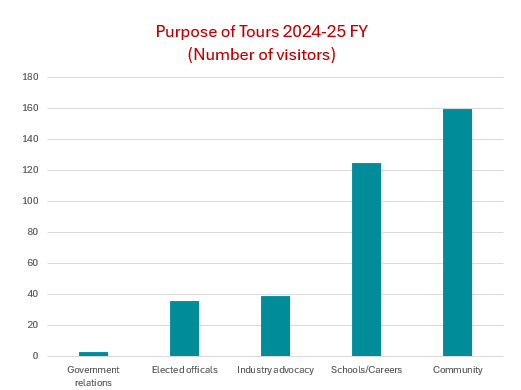 Purpose of Tours 2024-25 FY
(Number of visitors)
180
160
140
120
100
80
60
40
20
0
Government
relations
Elected officals
Industry advocacy
Schools/Careers
Community